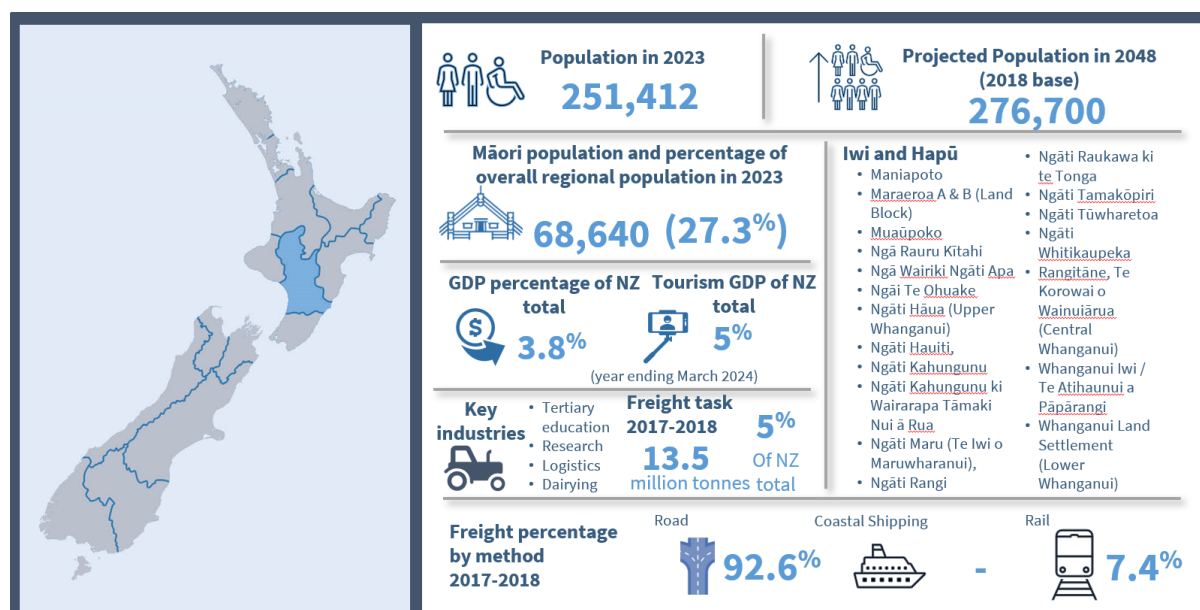 Population in 2023
251,412
Projected Population in 2048
(2018 base)
276,700
Māori population and percentage of
overall regional population in 2023
68,640 (27.3%)
GDP percentage of NZ
total
3.8%
Tourism GDP of NZ
total
5%
(year ending March 2024)
Key
industries
• Tertiary
education
• Research
• Logistics
• Dairying
Freight task
2017-2018
13.5
million tonnes
5%
Of NZ
total
Iwi and Hapū
• Maniapoto
• Maraeroa A & B (Land
Block)
• Muaūpoko
• Ngā Rauru Kītahi
• Ngā Wairiki Ngāti Apa
• Ngāi Te Ohuake
• Ngāti Hāua (Upper
Whanganui)
• Ngāti Hauiti,
• Ngāti Kahungunu
• Ngāti Kahungunu ki
Wairarapa Tāmaki
Nui ā Rua
• Ngāti Maru (Te Iwi o
Maruwharanui),
• Ngāti Rangi
• Ngāti Raukawa ki
te Tonga
• Ngāti Tamakōpiri
• Ngāti Tūwharetoa
• Ngāti
Whitikaupeka
• Rangitāne, Te
Korowai o
Wainuiārua
(Central
Whanganui)
• Whanganui Iwi /
Te Atihaunui a
Pāpārangi
• Whanganui Land
Settlement
(Lower
Whanganui)
Freight percentage
by method
2017-2018
Road
92.6%
Coastal Shipping
-
Rail
7.4%